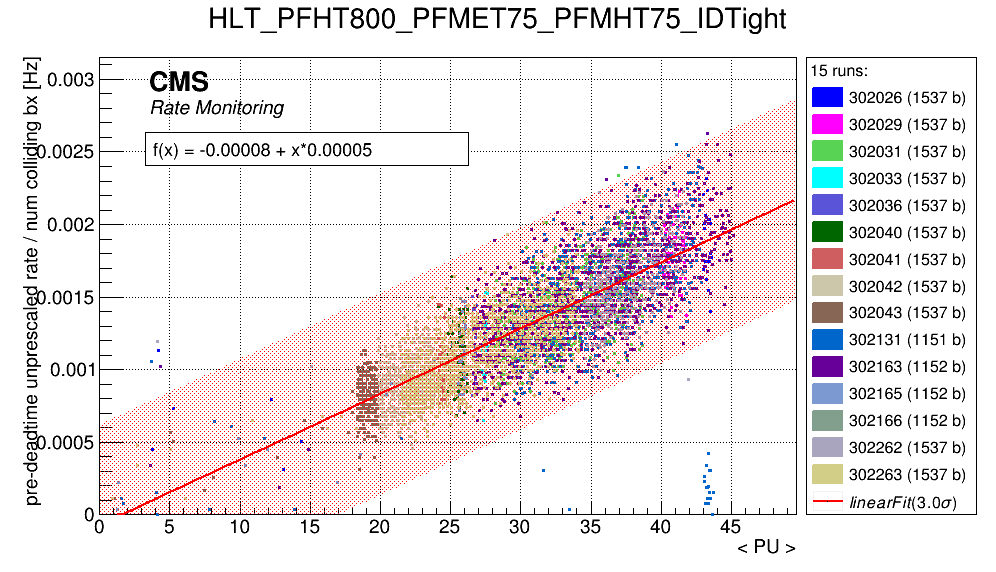 HLT_PFHT800_PFMET75_PFMHT75_IDTight
pre-deadtime unprescaled rate / num colliding bx [Hz]
0.003
0.0025
0.002
0.0015
0.001
0.0005
0
CMS
Rate Monitoring
f(x) = -0.00008 + x*0.00005
0 5 10 15 20 25 30 35 40 45
< PU >
15 runs:
302026 (1537 b)
302029 (1537 b)
302031 (1537 b)
302033 (1537 b)
302036 (1537 b)
302040 (1537 b)
302041 (1537 b)
302042 (1537 b)
302043 (1537 b)
302131 (1151 b)
302163 (1152 b)
302165 (1152 b)
302166 (1152 b)
302262 (1537 b)
302263 (1537 b)
linearFit(3.0σ)